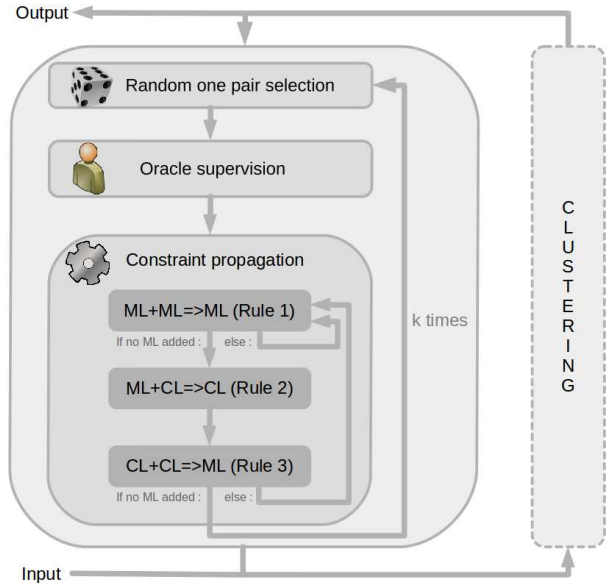 Output
Random one pair selection
Oracle supervision
Constraint propagation
ML+ML=>ML (Rule 1)
If no ML added : else :
k times
ML+CL=>CL (Rule 2)
CL+CL=>ML (Rule 3)
If no ML added : else :
CLUSTERING
Input